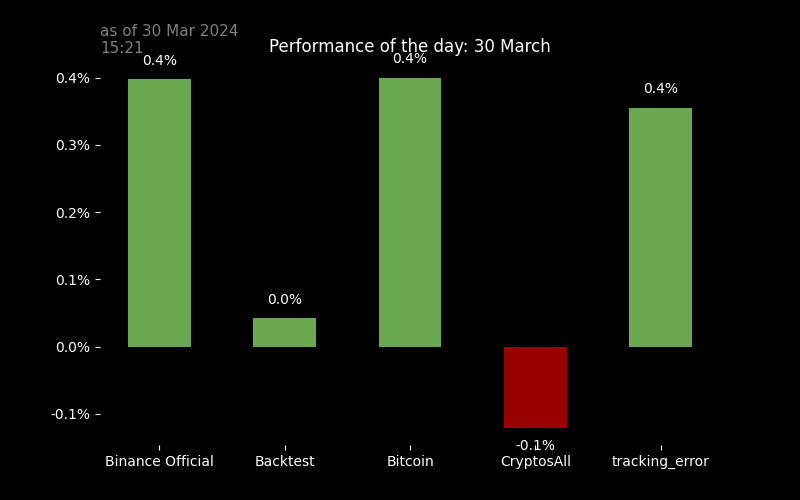 as of 30 Mar 2024
15:21
Performance of the day: 30 March
0.4%
0.4%
0.4%
0.4%
0.3%
0.2%
0.1%
0.0%
0.0%
-0.1%
-0.1%
Binance Official
Backtest
Bitcoin
CryptosAll
tracking_error